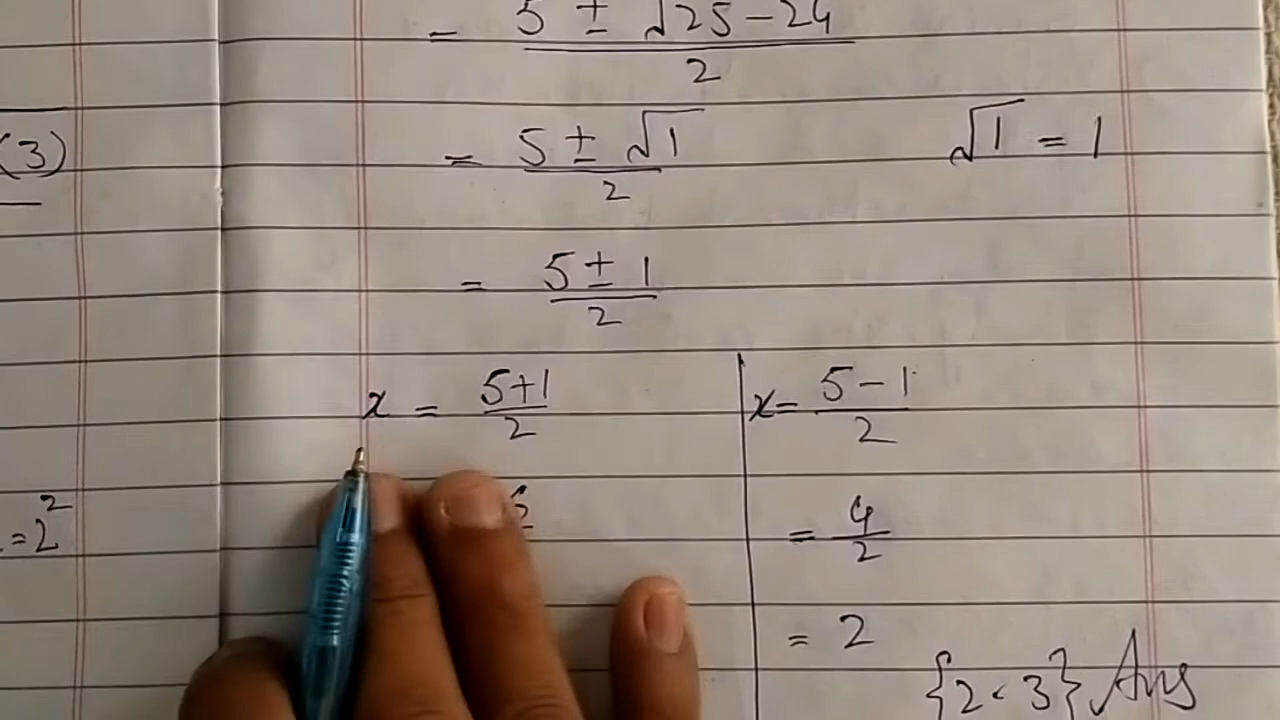 = 5 ± √25-24 / 2
(3)
= 5 ± √1 / 2
√1 = 1
= 5 ± 1 / 2
x = 5+1 / 2
x = 5-1 / 2
= 2²
= 4 / 2
= 2
{2, 3} Ans